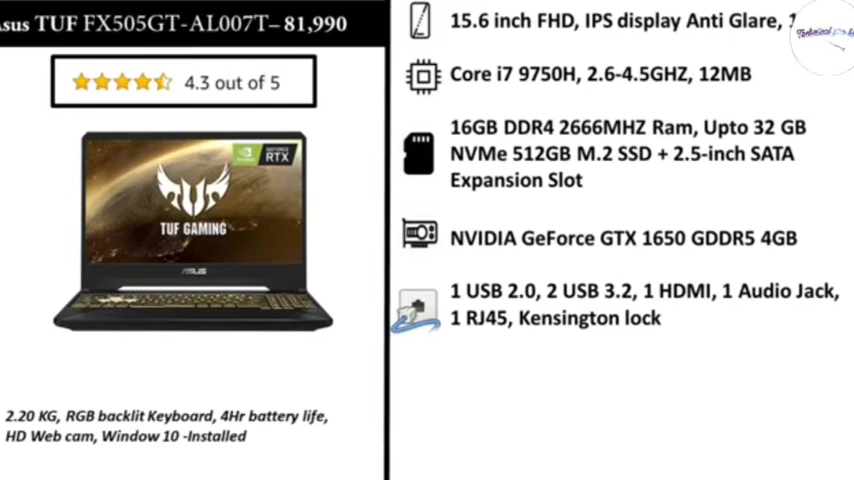 Asus TUF FX505GT-AL007T– 81,990
4.3 out of 5
GEFORCE
RTX
TUF GAMING
ASUS
2.20 KG, RGB backlit Keyboard, 4Hr battery life,
HD Web cam, Window 10 -Installed
15.6 inch FHD, IPS display Anti Glare,
Core i7 9750H, 2.6-4.5GHZ, 12MB
16GB DDR4 2666MHZ Ram, Upto 32 GB
NVMe 512GB M.2 SSD + 2.5-inch SATA
Expansion Slot
NVIDIA GeForce GTX 1650 GDDR5 4GB
1 USB 2.0, 2 USB 3.2, 1 HDMI, 1 Audio Jack,
1 RJ45, Kensington lock